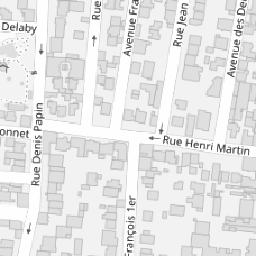 Delaby
Rue
Avenue Fra
Rue Jean
Avenue des De
onnet
Rue Denis Papin
Rue Henri Martin
François 1er